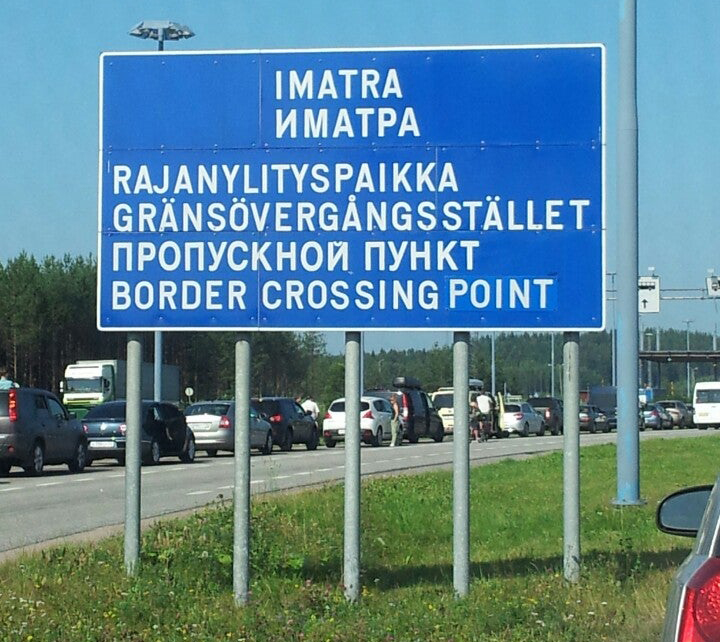 IMATRA
ИМАТРА
RAJANYLITYSPAIKKA
GRÄNSÖVERGÅNGSSTÄLLET
ПРОПУСКНОЙ ПУНКТ
BORDER CROSSING POINT